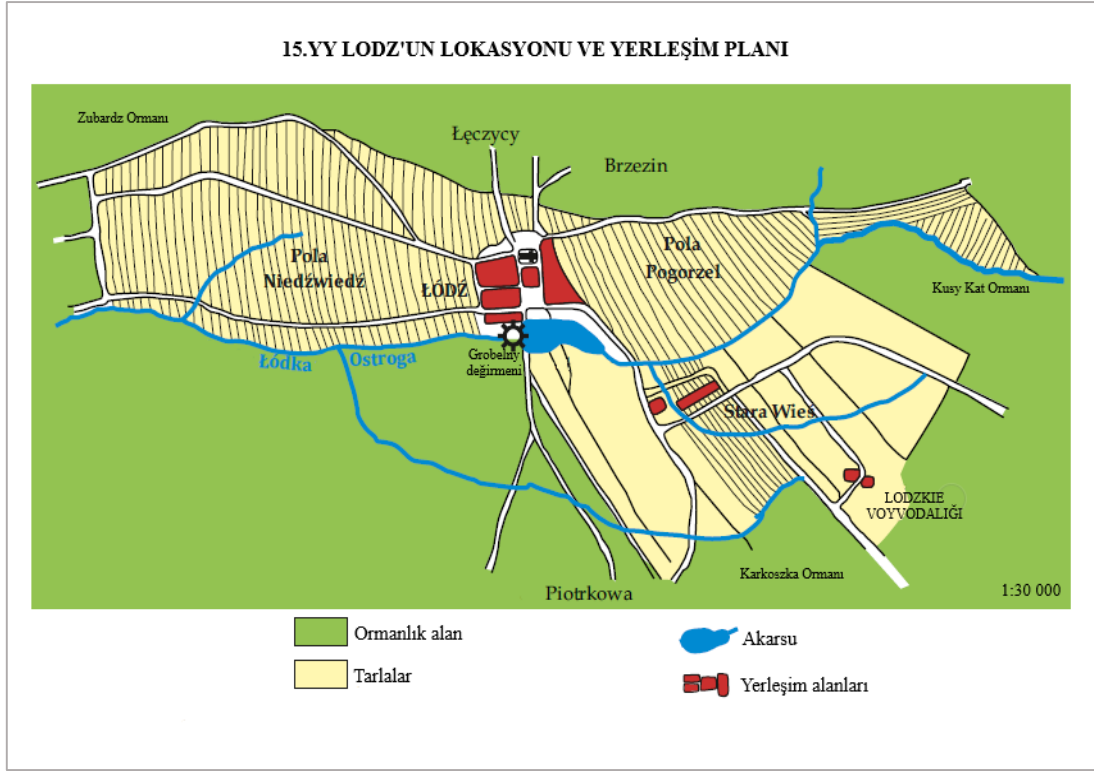 15.YY LODZ'UN LOKASYONU VE YERLEŞİM PLANI
Zubardz Ormanı
Łęczycy
Brzezin
Pola
Niedźwiedź
ŁÓDŹ
Pola
Pogorzel
Kusy Kat Ormanı
Łódka
Ostroga
Grobelny
değirmeni
Stara Wieś
LODZKIE
VOYVODALIĞI
Karkoszka Ormanı
Piotrkowa
1:30 000
Ormanlık alan
Akarsu
Tarlalar
Yerleşim alanları